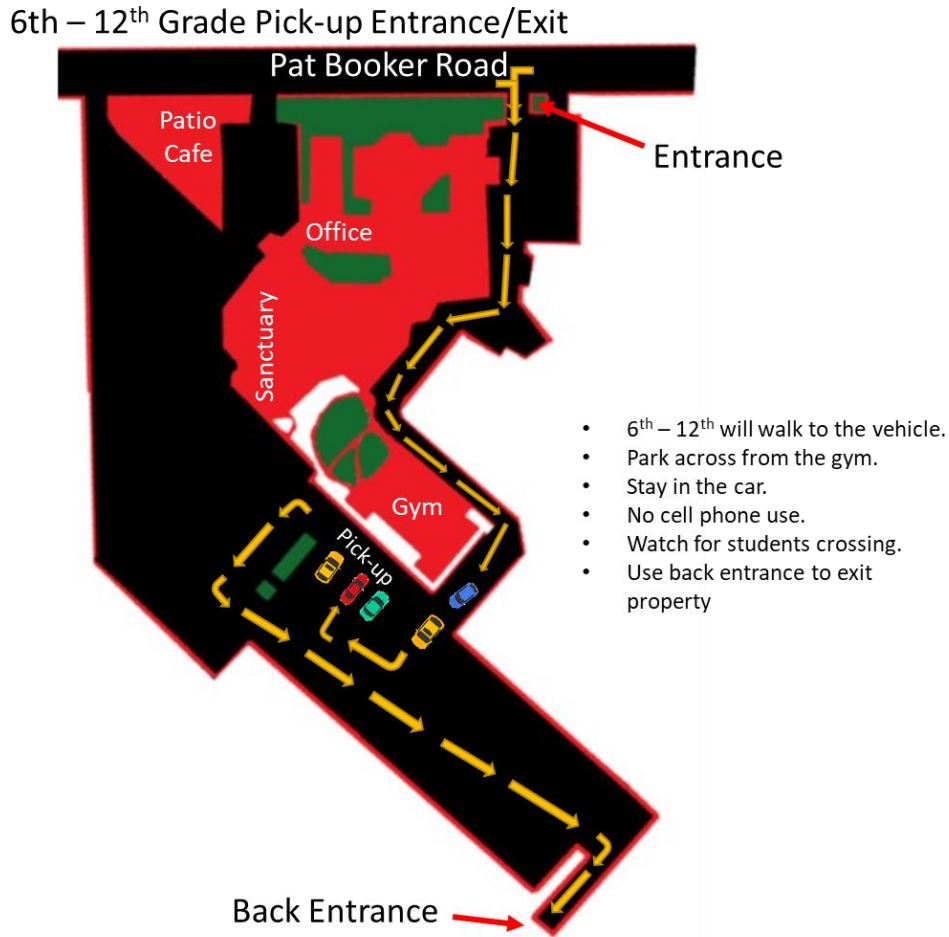 6th – 12th Grade Pick-up Entrance/Exit
Pat Booker Road
Patio
Cafe
Entrance
Office
Sanctuary
• 6th – 12th will walk to the vehicle.
• Park across from the gym.
• Stay in the car.
• No cell phone use.
• Watch for students crossing.
• Use back entrance to exit
property
Gym
Pick-up
Back Entrance